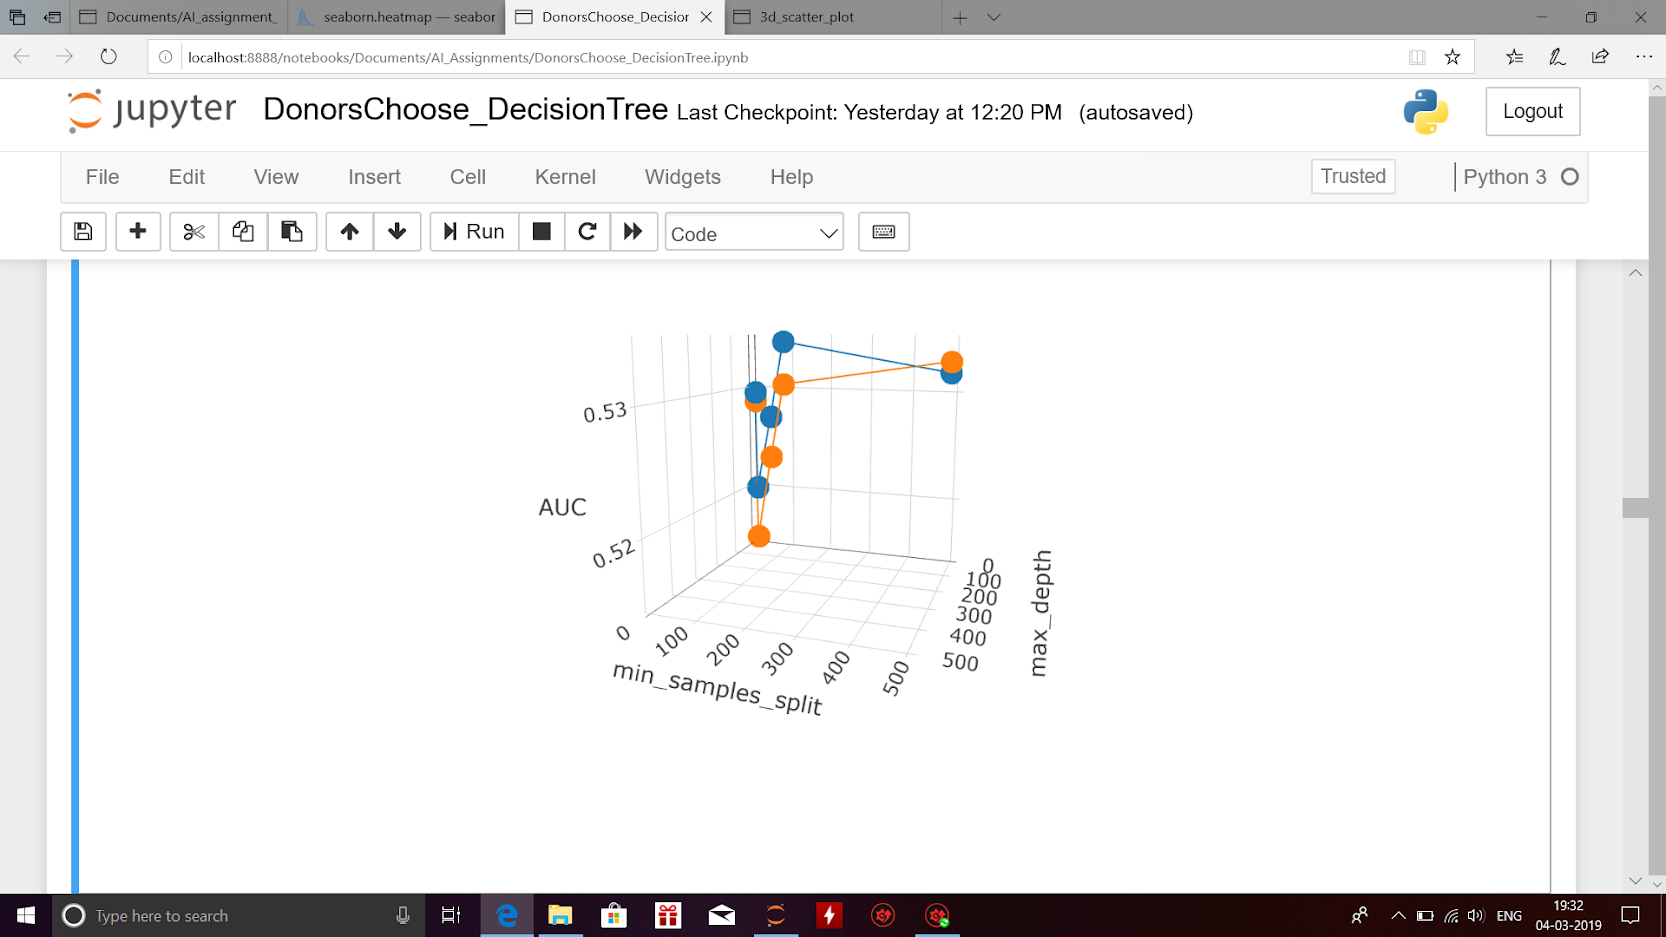 Documents/AI_assignment_
seaborn.heatmap — seabor
DonorsChoose_Decisior
3d_scatter_plot
localhost:8888/notebooks/Documents/AI_Assignments/DonorsChoose_DecisionTree.ipynb
jupyter DonorsChoose_DecisionTree Last Checkpoint: Yesterday at 12:20 PM (autosaved)
Logout
File Edit View Insert Cell Kernel Widgets Help Trusted Python 3
Run Code
0.53
AUC
0.52
0
100
200
300
400
500
min_samples_split
0
100
200
300
400
500
max_depth
Type here to search
ENG
19:32
04-03-2019